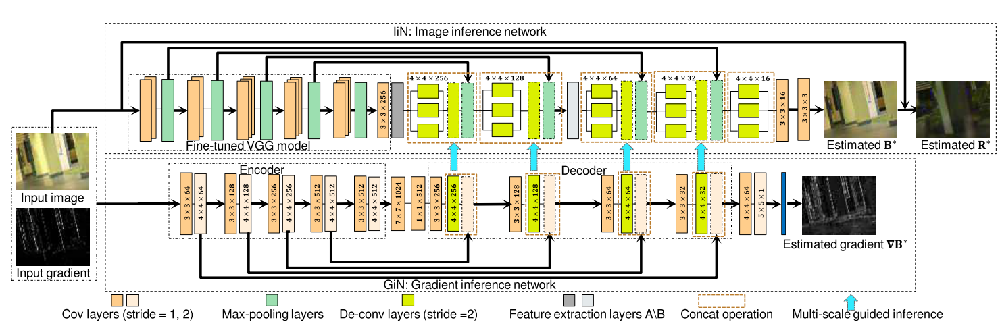 IiN: Image inference network
4 × 4 × 256
4 × 4 × 128
4 × 4 × 64
4 × 4 × 32
4 × 4 × 16
3 × 3 × 256
3 × 3 × 16
3 × 3 × 3
Fine-tuned VGG model
Estimated B*
Estimated R*
Input image
Input gradient
Encoder
Decoder
3 × 3 × 64
4 × 4 × 64
3 × 3 × 128
4 × 4 × 128
3 × 3 × 256
4 × 4 × 256
3 × 3 × 512
4 × 4 × 512
3 × 3 × 512
4 × 4 × 512
7 × 7 × 1024
1 × 1 × 512
3 × 3 × 256
4 × 4 × 256
3 × 3 × 128
4 × 4 × 128
3 × 3 × 64
4 × 4 × 64
3 × 3 × 32
4 × 4 × 32
4 × 4 × 64
5 × 5 × 1
Estimated gradient ∇B*
GiN: Gradient inference network
Cov layers (stride = 1, 2)
Max-pooling layers
De-conv layers (stride =2)
Feature extraction layers A\B
Concat operation
Multi-scale guided inference